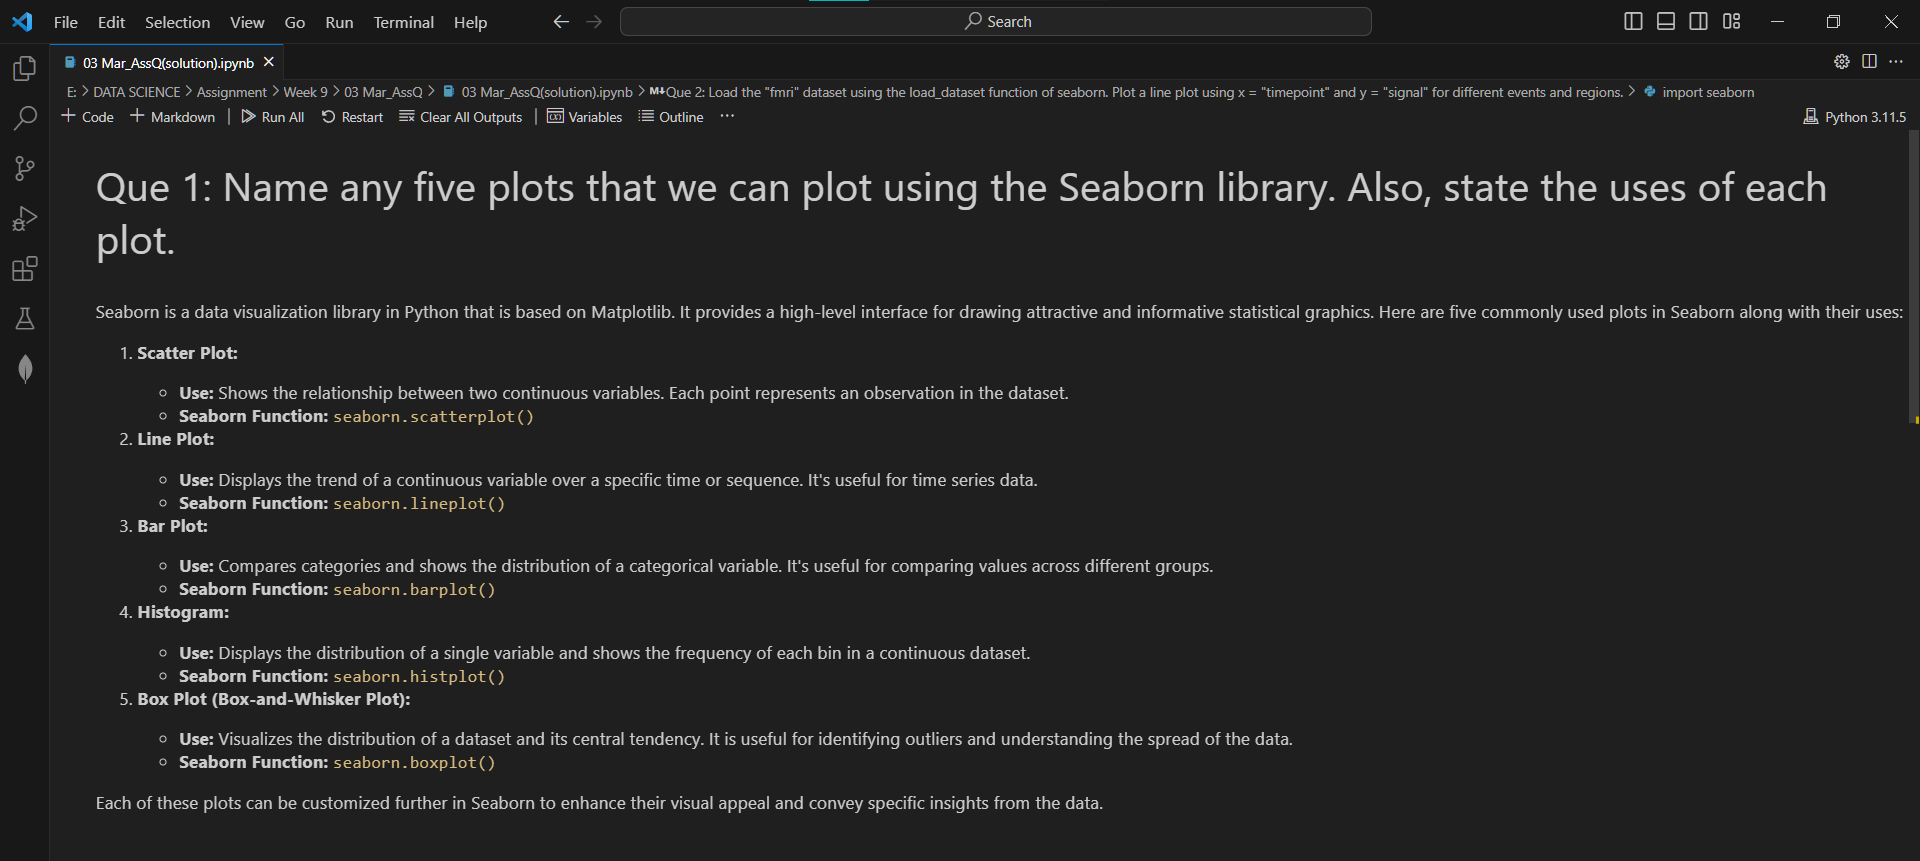 File Edit Selection View Go Run Terminal Help Search
03 Mar_AssQ(solution).ipynb
E: > DATA SCIENCE > Assignment > Week 9 > 03 Mar_AssQ > 03 Mar_AssQ(solution).ipynb > M↓Que 2: Load the "fmri" dataset using the load_dataset function of seaborn. Plot a line plot using x = "timepoint" and y = "signal" for different events and regions. > import seaborn
+ Code + Markdown | Run All Restart Clear All Outputs | Variables Outline ... Python 3.11.5
Que 1: Name any five plots that we can plot using the Seaborn library. Also, state the uses of each
plot.
Seaborn is a data visualization library in Python that is based on Matplotlib. It provides a high-level interface for drawing attractive and informative statistical graphics. Here are five commonly used plots in Seaborn along with their uses:
1. Scatter Plot:
◦ Use: Shows the relationship between two continuous variables. Each point represents an observation in the dataset.
◦ Seaborn Function: seaborn.scatterplot()
2. Line Plot:
◦ Use: Displays the trend of a continuous variable over a specific time or sequence. It's useful for time series data.
◦ Seaborn Function: seaborn.lineplot()
3. Bar Plot:
◦ Use: Compares categories and shows the distribution of a categorical variable. It's useful for comparing values across different groups.
◦ Seaborn Function: seaborn.barplot()
4. Histogram:
◦ Use: Displays the distribution of a single variable and shows the frequency of each bin in a continuous dataset.
◦ Seaborn Function: seaborn.histplot()
5. Box Plot (Box-and-Whisker Plot):
◦ Use: Visualizes the distribution of a dataset and its central tendency. It is useful for identifying outliers and understanding the spread of the data.
◦ Seaborn Function: seaborn.boxplot()
Each of these plots can be customized further in Seaborn to enhance their visual appeal and convey specific insights from the data.